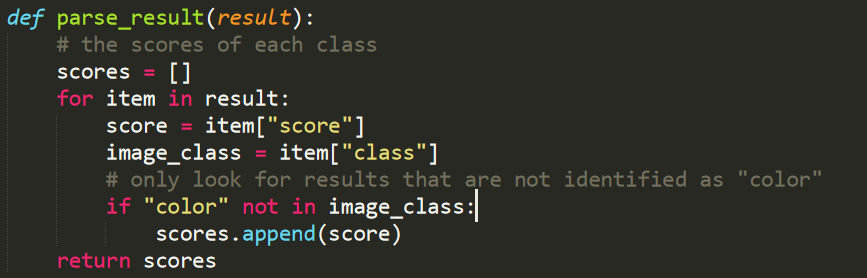 def parse_result(result):
    # the scores of each class
    scores = []
    for item in result:
        score = item["score"]
        image_class = item["class"]
        # only look for results that are not identified as "color"
        if "color" not in image_class:
            scores.append(score)
    return scores